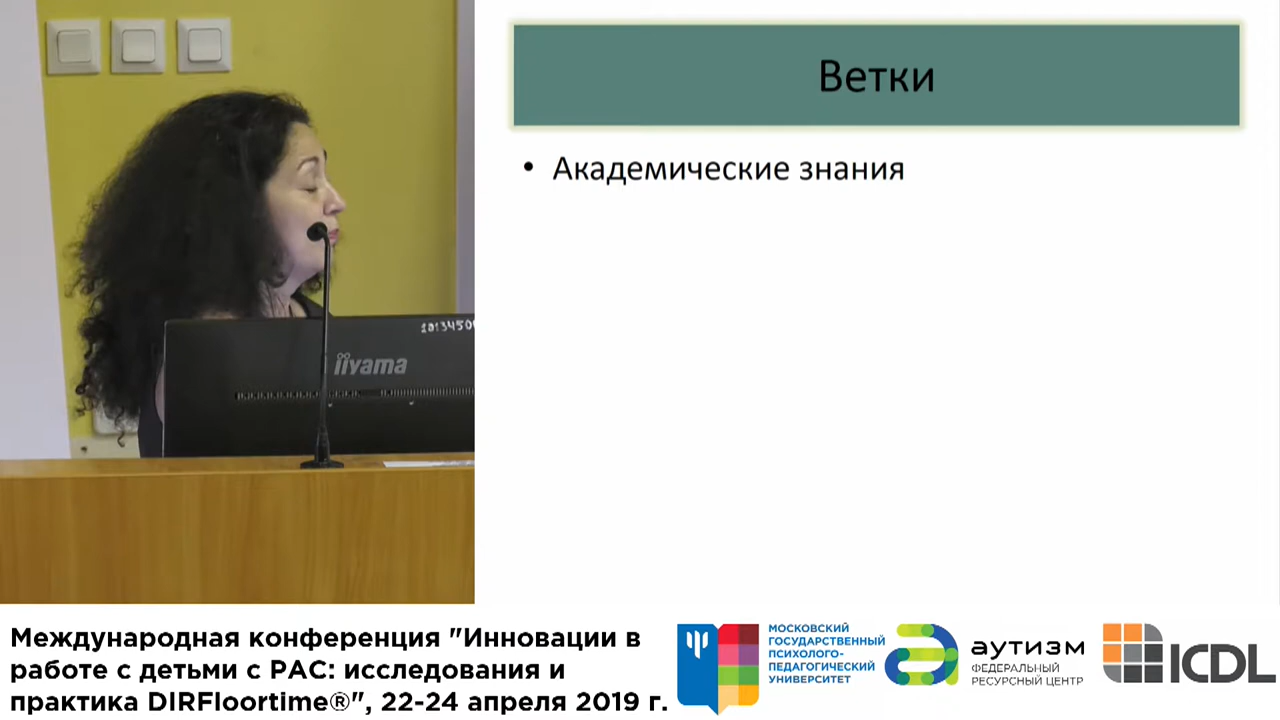 Ветки
• Академические знания
iiyama
Международная конференция "Инновации в
работе с детьми с РАС: исследования и
практика DIRFloortime®", 22-24 апреля 2019 г.
МОСКОВСКИЙ
ГОСУДАРСТВЕННЫЙ
ПСИХОЛОГО-
ПЕДАГОГИЧЕСКИЙ
УНИВЕРСИТЕТ
аутизм
ФЕДЕРАЛЬНЫЙ
РЕСУРСНЫЙ ЦЕНТР
ICDL